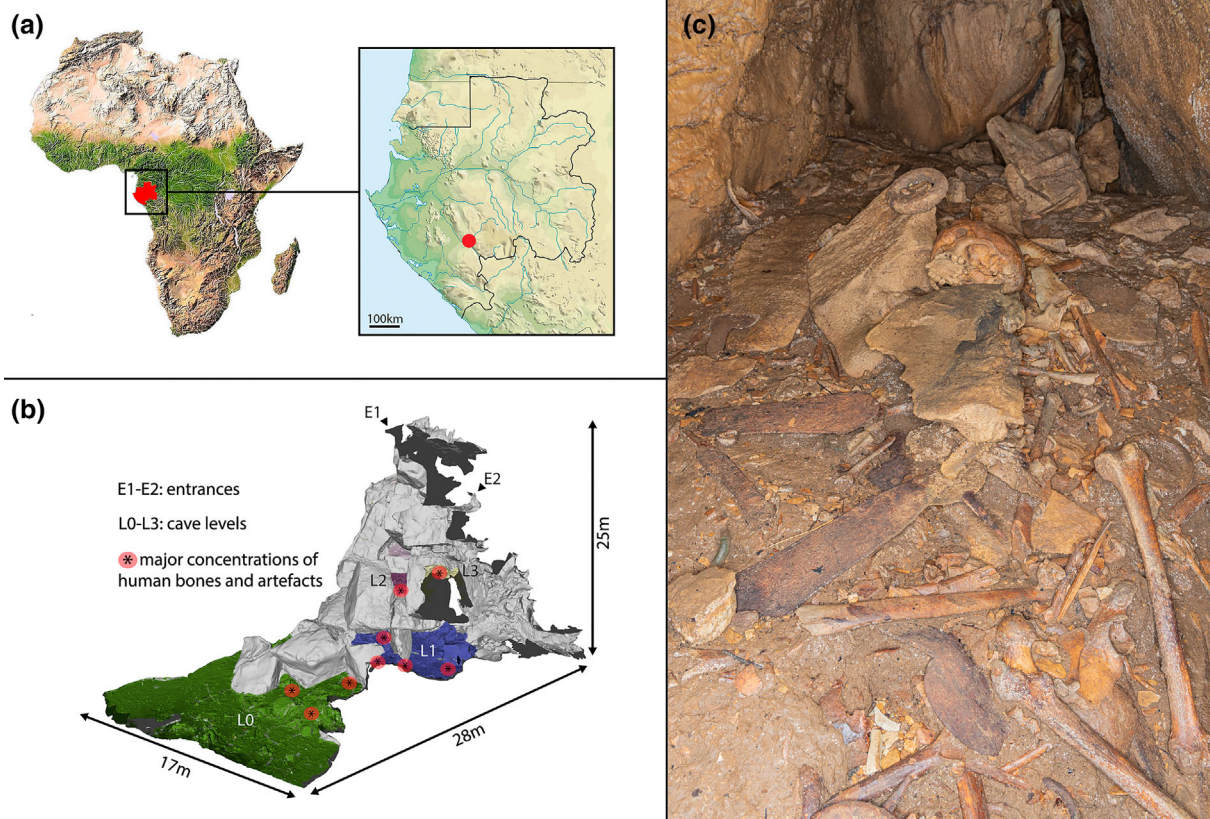 (a)
100km
(b)
E1
E2
E1-E2: entrances
L0-L3: cave levels
* major concentrations of
human bones and artefacts
L2
L3
L1
L0
25m
28m
17m
(c)